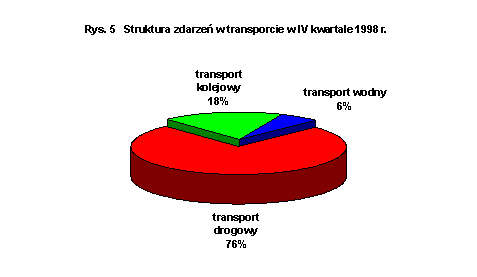 Rys. 5 Struktura zdarzeń w transporcie w IV kwartale 1998 r.
transport
kolejowy
18%
transport wodny
6%
transport
drogowy
76%